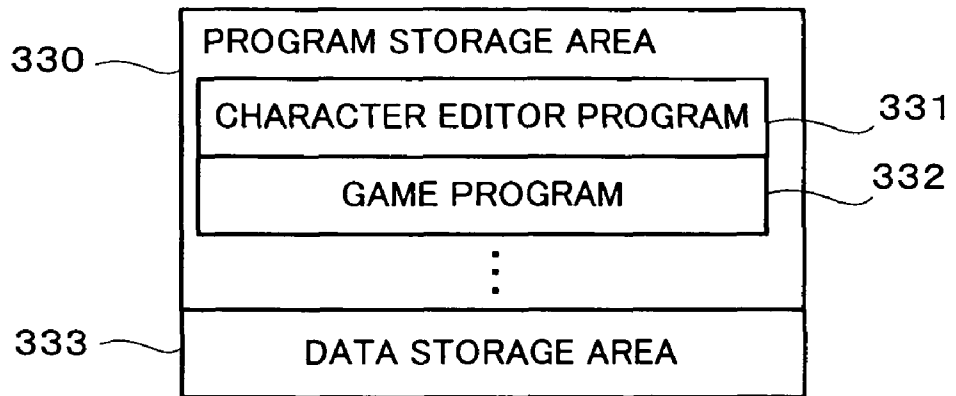 PROGRAM STORAGE AREA
330
CHARACTER EDITOR PROGRAM
331
GAME PROGRAM
332
333
DATA STORAGE AREA